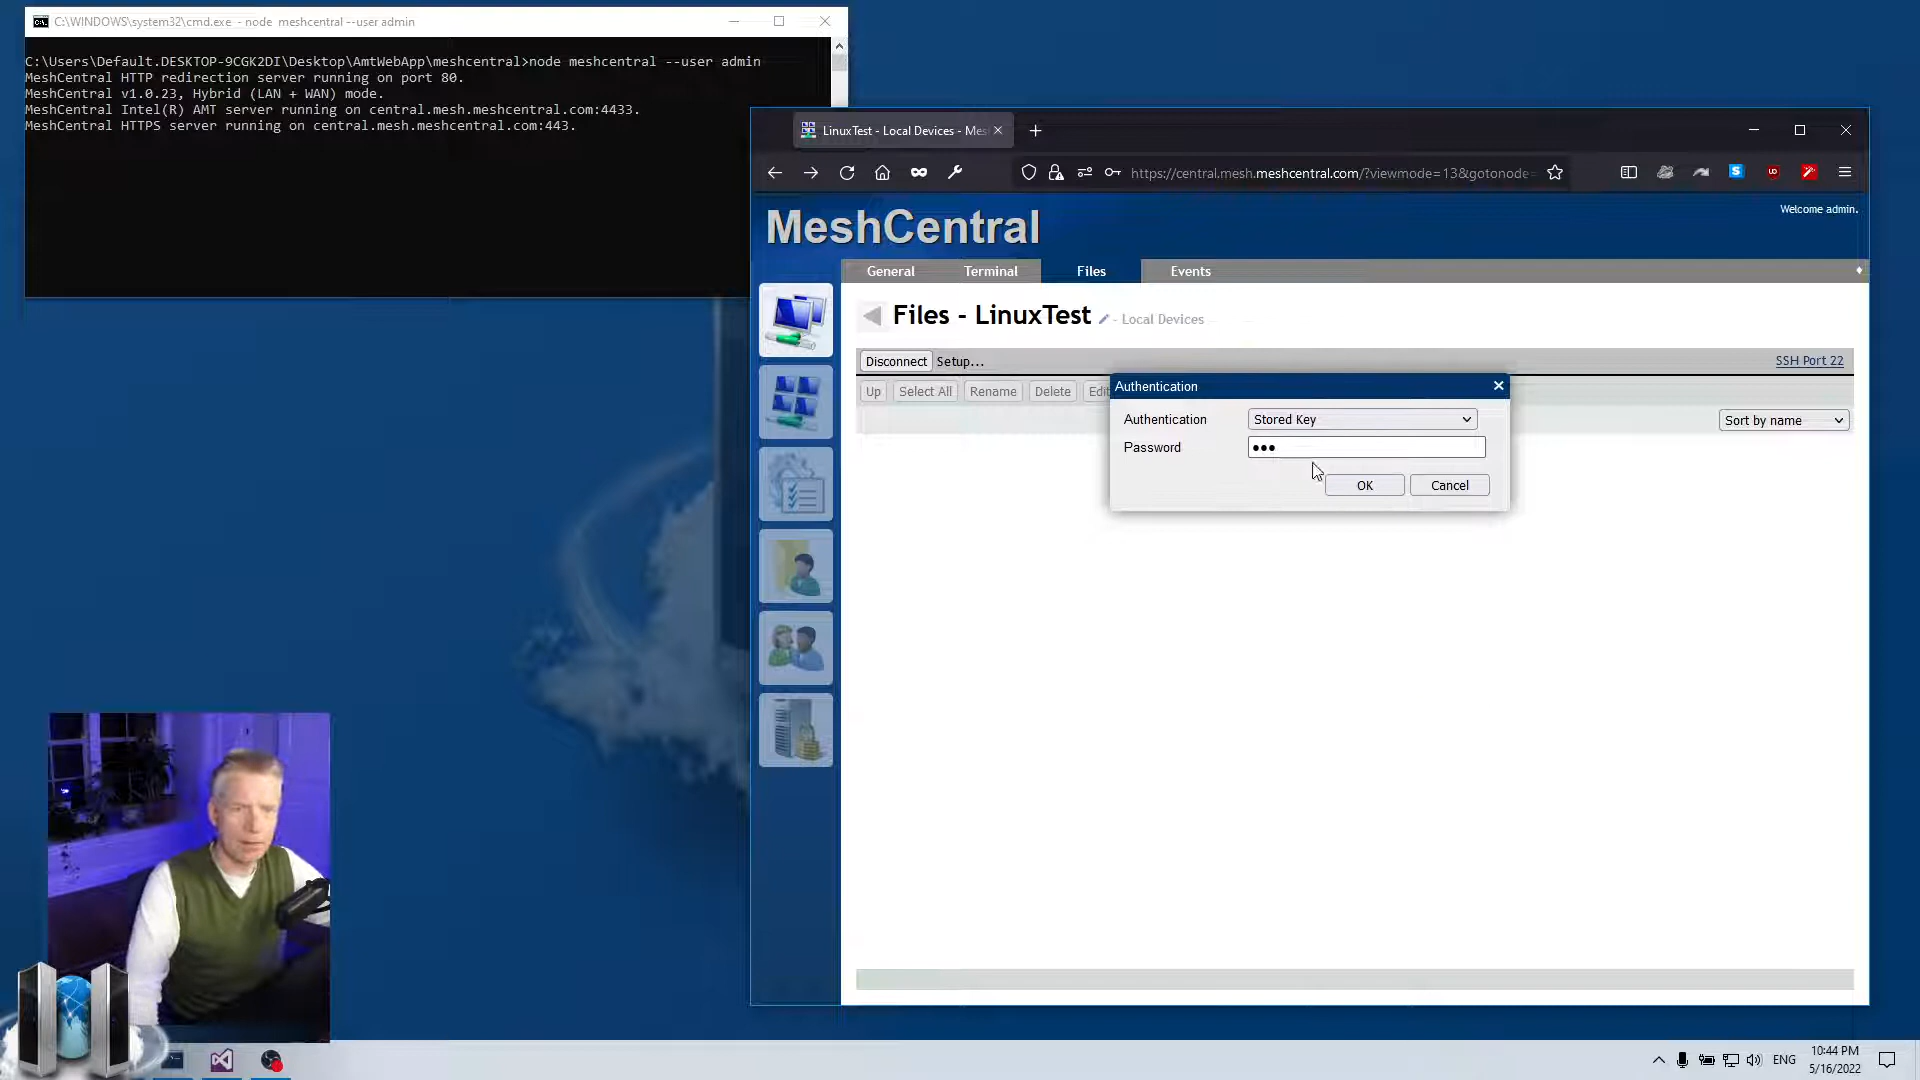 C:\WINDOWS\system32\cmd.exe - node meshcentral --user admin
C:\Users\Default.DESKTOP-9CGK2DI\Desktop\AmtWebApp\meshcentral>node meshcentral --user admin
MeshCentral HTTP redirection server running on port 80.
MeshCentral v1.0.23, Hybrid (LAN + WAN) mode.
MeshCentral Intel(R) AMT server running on central.mesh.meshcentral.com:4433.
MeshCentral HTTPS server running on central.mesh.meshcentral.com:443.
LinuxTest - Local Devices - Mes
https://central.mesh.meshcentral.com/?viewmode=13&gotonode=
MeshCentral
Welcome admin.
General Terminal Files Events
Files - LinuxTest - Local Devices
Disconnect Setup... SSH Port 22
Up Select All Rename Delete Edit
Sort by name
Authentication
Authentication Stored Key
Password •••
OK Cancel
ENG
10:44 PM
5/16/2022